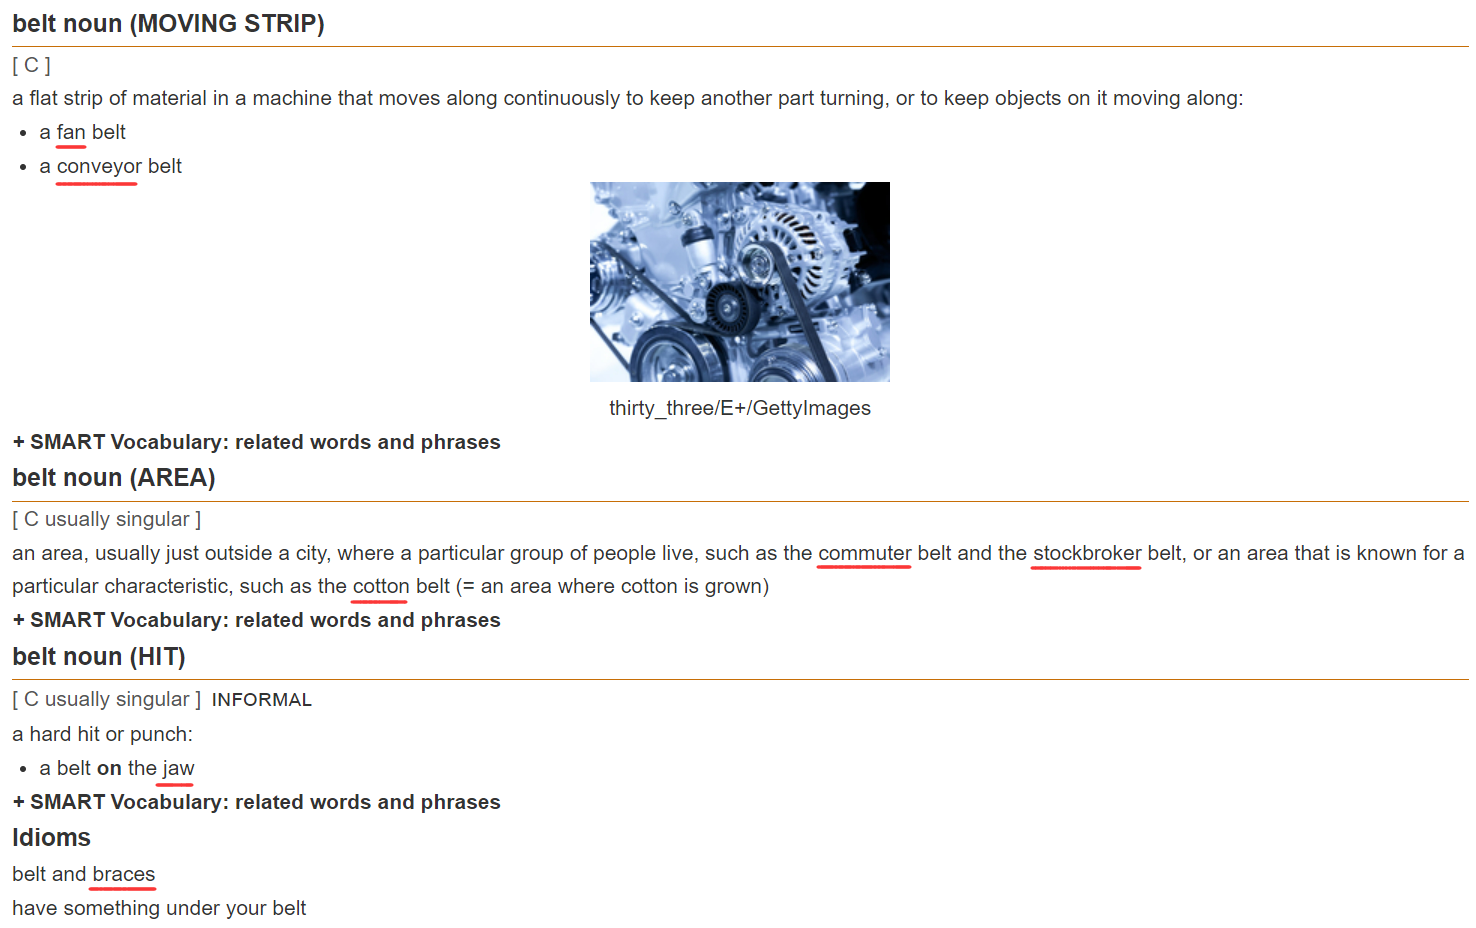 belt noun (MOVING STRIP)
[ C ]
a flat strip of material in a machine that moves along continuously to keep another part turning, or to keep objects on it moving along:
• a fan belt
• a conveyor belt
thirty_three/E+/GettyImages
+ SMART Vocabulary: related words and phrases
belt noun (AREA)
[ C usually singular ]
an area, usually just outside a city, where a particular group of people live, such as the commuter belt and the stockbroker belt, or an area that is known for a
particular characteristic, such as the cotton belt (= an area where cotton is grown)
+ SMART Vocabulary: related words and phrases
belt noun (HIT)
[ C usually singular ] INFORMAL
a hard hit or punch:
• a belt on the jaw
+ SMART Vocabulary: related words and phrases
Idioms
belt and braces
have something under your belt